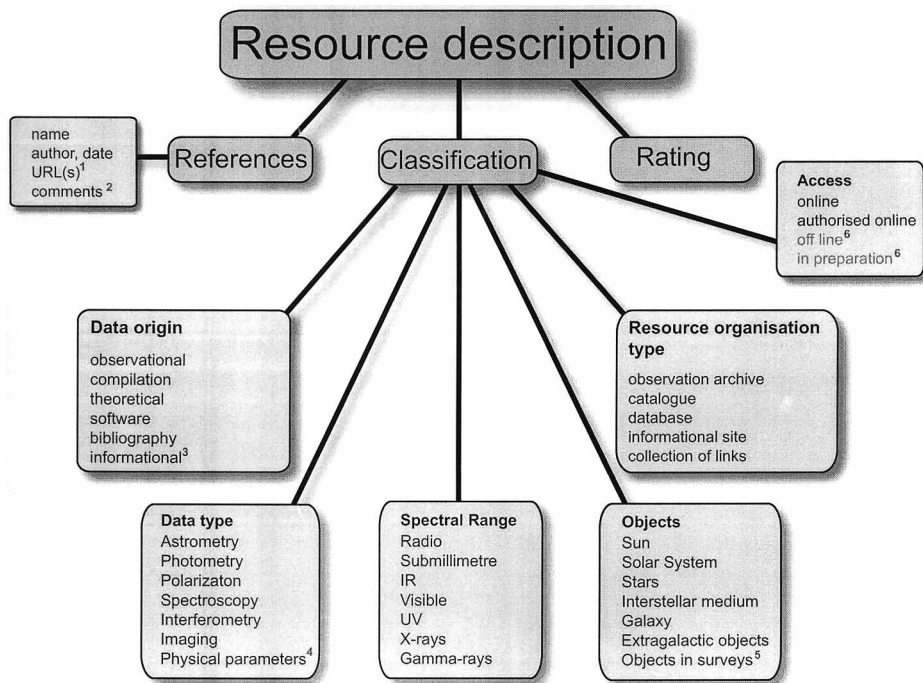 Resource description
name
author, date
URL(s)1
comments 2
References
Classification
Rating
Access
online
authorised online
off line6
in preparation6
Data origin
observational
compilation
theoretical
software
bibliography
informational3
Resource organisation
type
observation archive
catalogue
database
informational site
collection of links
Data type
Astrometry
Photometry
Polarizaton
Spectroscopy
Interferometry
Imaging
Physical parameters4
Spectral Range
Radio
Submillimetre
IR
Visible
UV
X-rays
Gamma-rays
Objects
Sun
Solar System
Stars
Interstellar medium
Galaxy
Extragalactic objects
Objects in surveys5